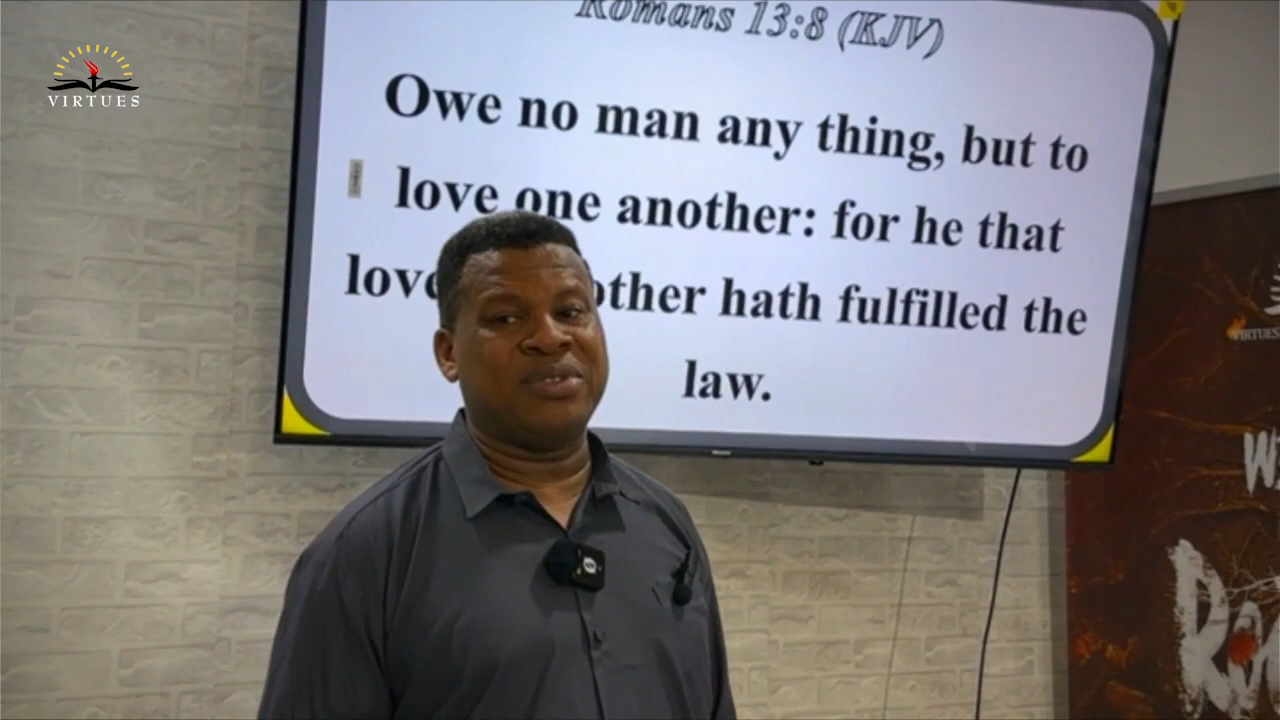 VIRTUES
Romans 13:8 (KJV)
Owe no man any thing, but to
love one another: for he that
other hath fulfilled the
law.
VIRTUES